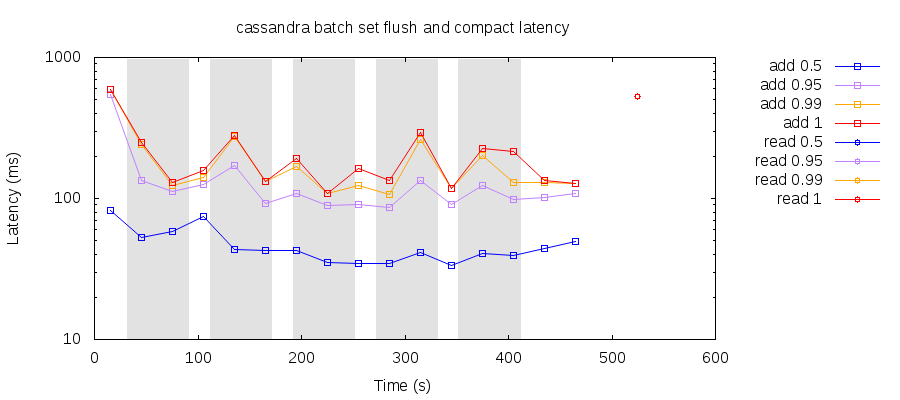 cassandra batch set flush and compact latency
1000
100
10
Latency (ms)
0 100 200 300 400 500 600
Time (s)
add 0.5
add 0.95
add 0.99
add 1
read 0.5
read 0.95
read 0.99
read 1